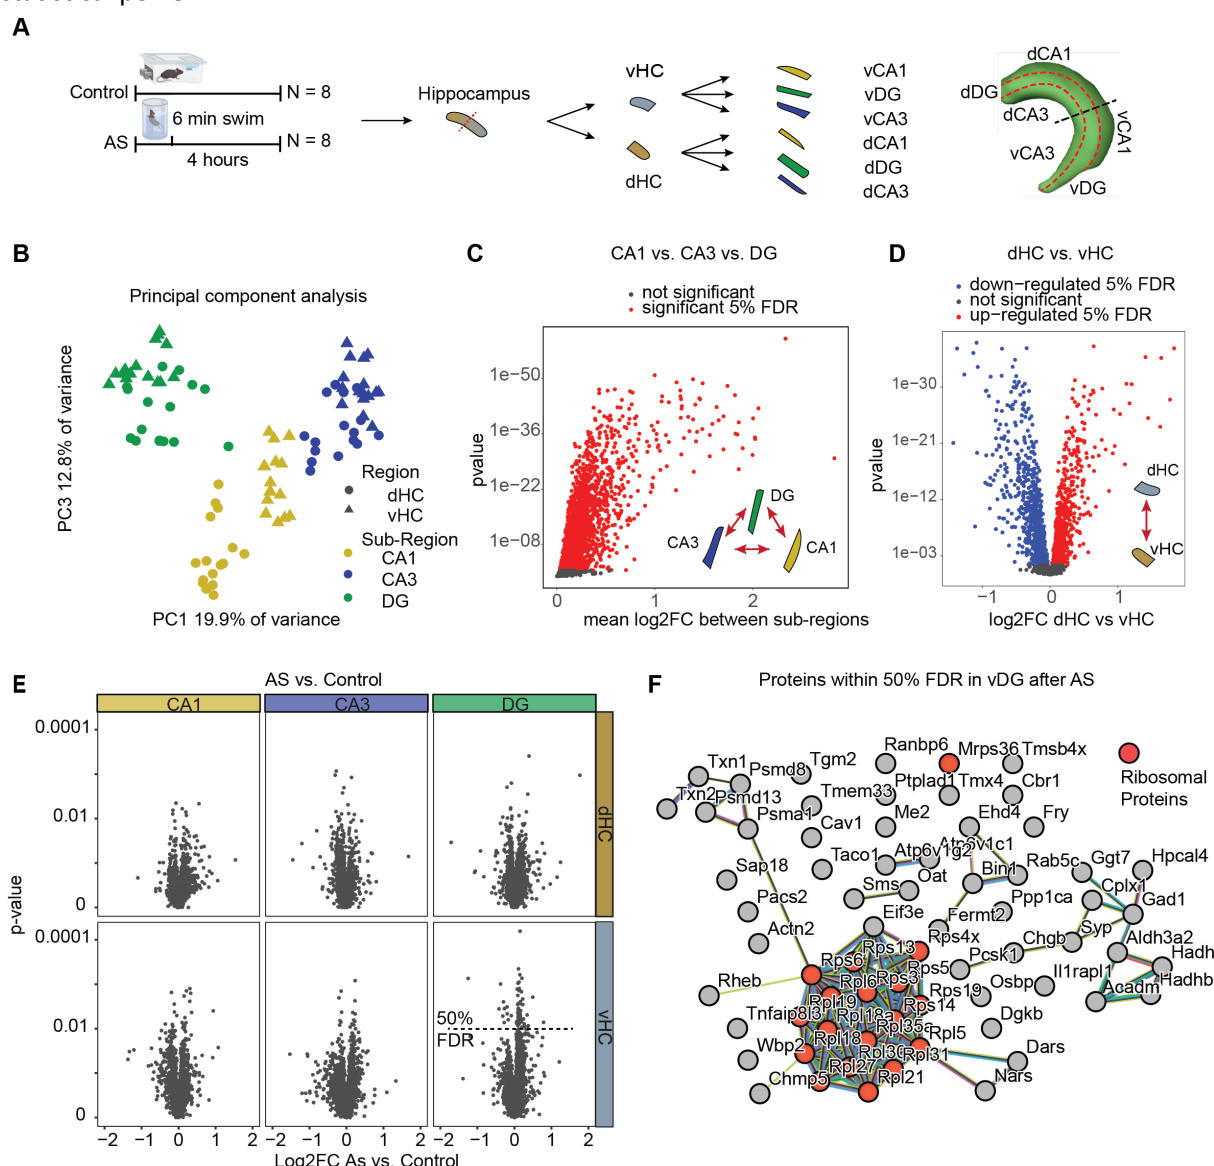 A
Control
N = 8
6 min swim
AS
N = 8
4 hours
Hippocampus
vHC
dHC
vCA1
vDG
vCA3
dCA1
dDG
dCA3
dCA1
dDG
dCA3
vCA1
vCA3
vDG
B
Principal component analysis
PC3 12.8% of variance
PC1 19.9% of variance
Region
dHC
vHC
Sub-Region
CA1
CA3
DG
C
CA1 vs. CA3 vs. DG
not significant
significant 5% FDR
pvalue
1e−50
1e−36
1e−22
1e−08
0
1
2
mean log2FC between sub-regions
DG
CA3
CA1
D
dHC vs. vHC
down−regulated 5% FDR
not significant
up−regulated 5% FDR
pvalue
1e−30
1e−21
1e−12
1e−03
−1
0
1
log2FC dHC vs vHC
dHC
vHC
E
AS vs. Control
CA1
CA3
DG
dHC
vHC
p-value
0.0001
0.01
0
0.0001
0.01
0
50%
FDR
−2 −1 0 1 2
−2 −1 0 1 2
−2 −1 0 1 2
Log2FC As vs. Control
F
Proteins within 50% FDR in vDG after AS
Ribosomal
Proteins
Txn1
Psmd8
Tgm2
Ranbp6
Mrps36
Tmsb4x
Txn2
Psmd13
Tmem33
Ptplad1
Tmx4
Cbr1
Psma1
Cav1
Me2
Ehd4
Fry
Taco1
Atp6v1g2
Atp6v1c1
Sap18
Oat
Bin1
Rab5c
Ggt7
Hpcal4
Pacs2
Sms
Ppp1ca
Cplx1
Gad1
Actn2
Eif3e
Fermt2
Rps4x
Chgb
Syp
Aldh3a2
Rps13
Rps6
Rps5
Pcsk1
Hadh
Rheb
Rpl6
Rps3
Rps19
Osbp
Il1rapl1
Acadm
Hadhb
Rpl19
Rps14
Tnfaip8l3
Rpl18a
Rpl35a
Dgkb
Rpl18
Rpl5
Wbp2
Rpl30
Rpl31
Dars
Rpl27
Chmp5
Rpl21
Nars